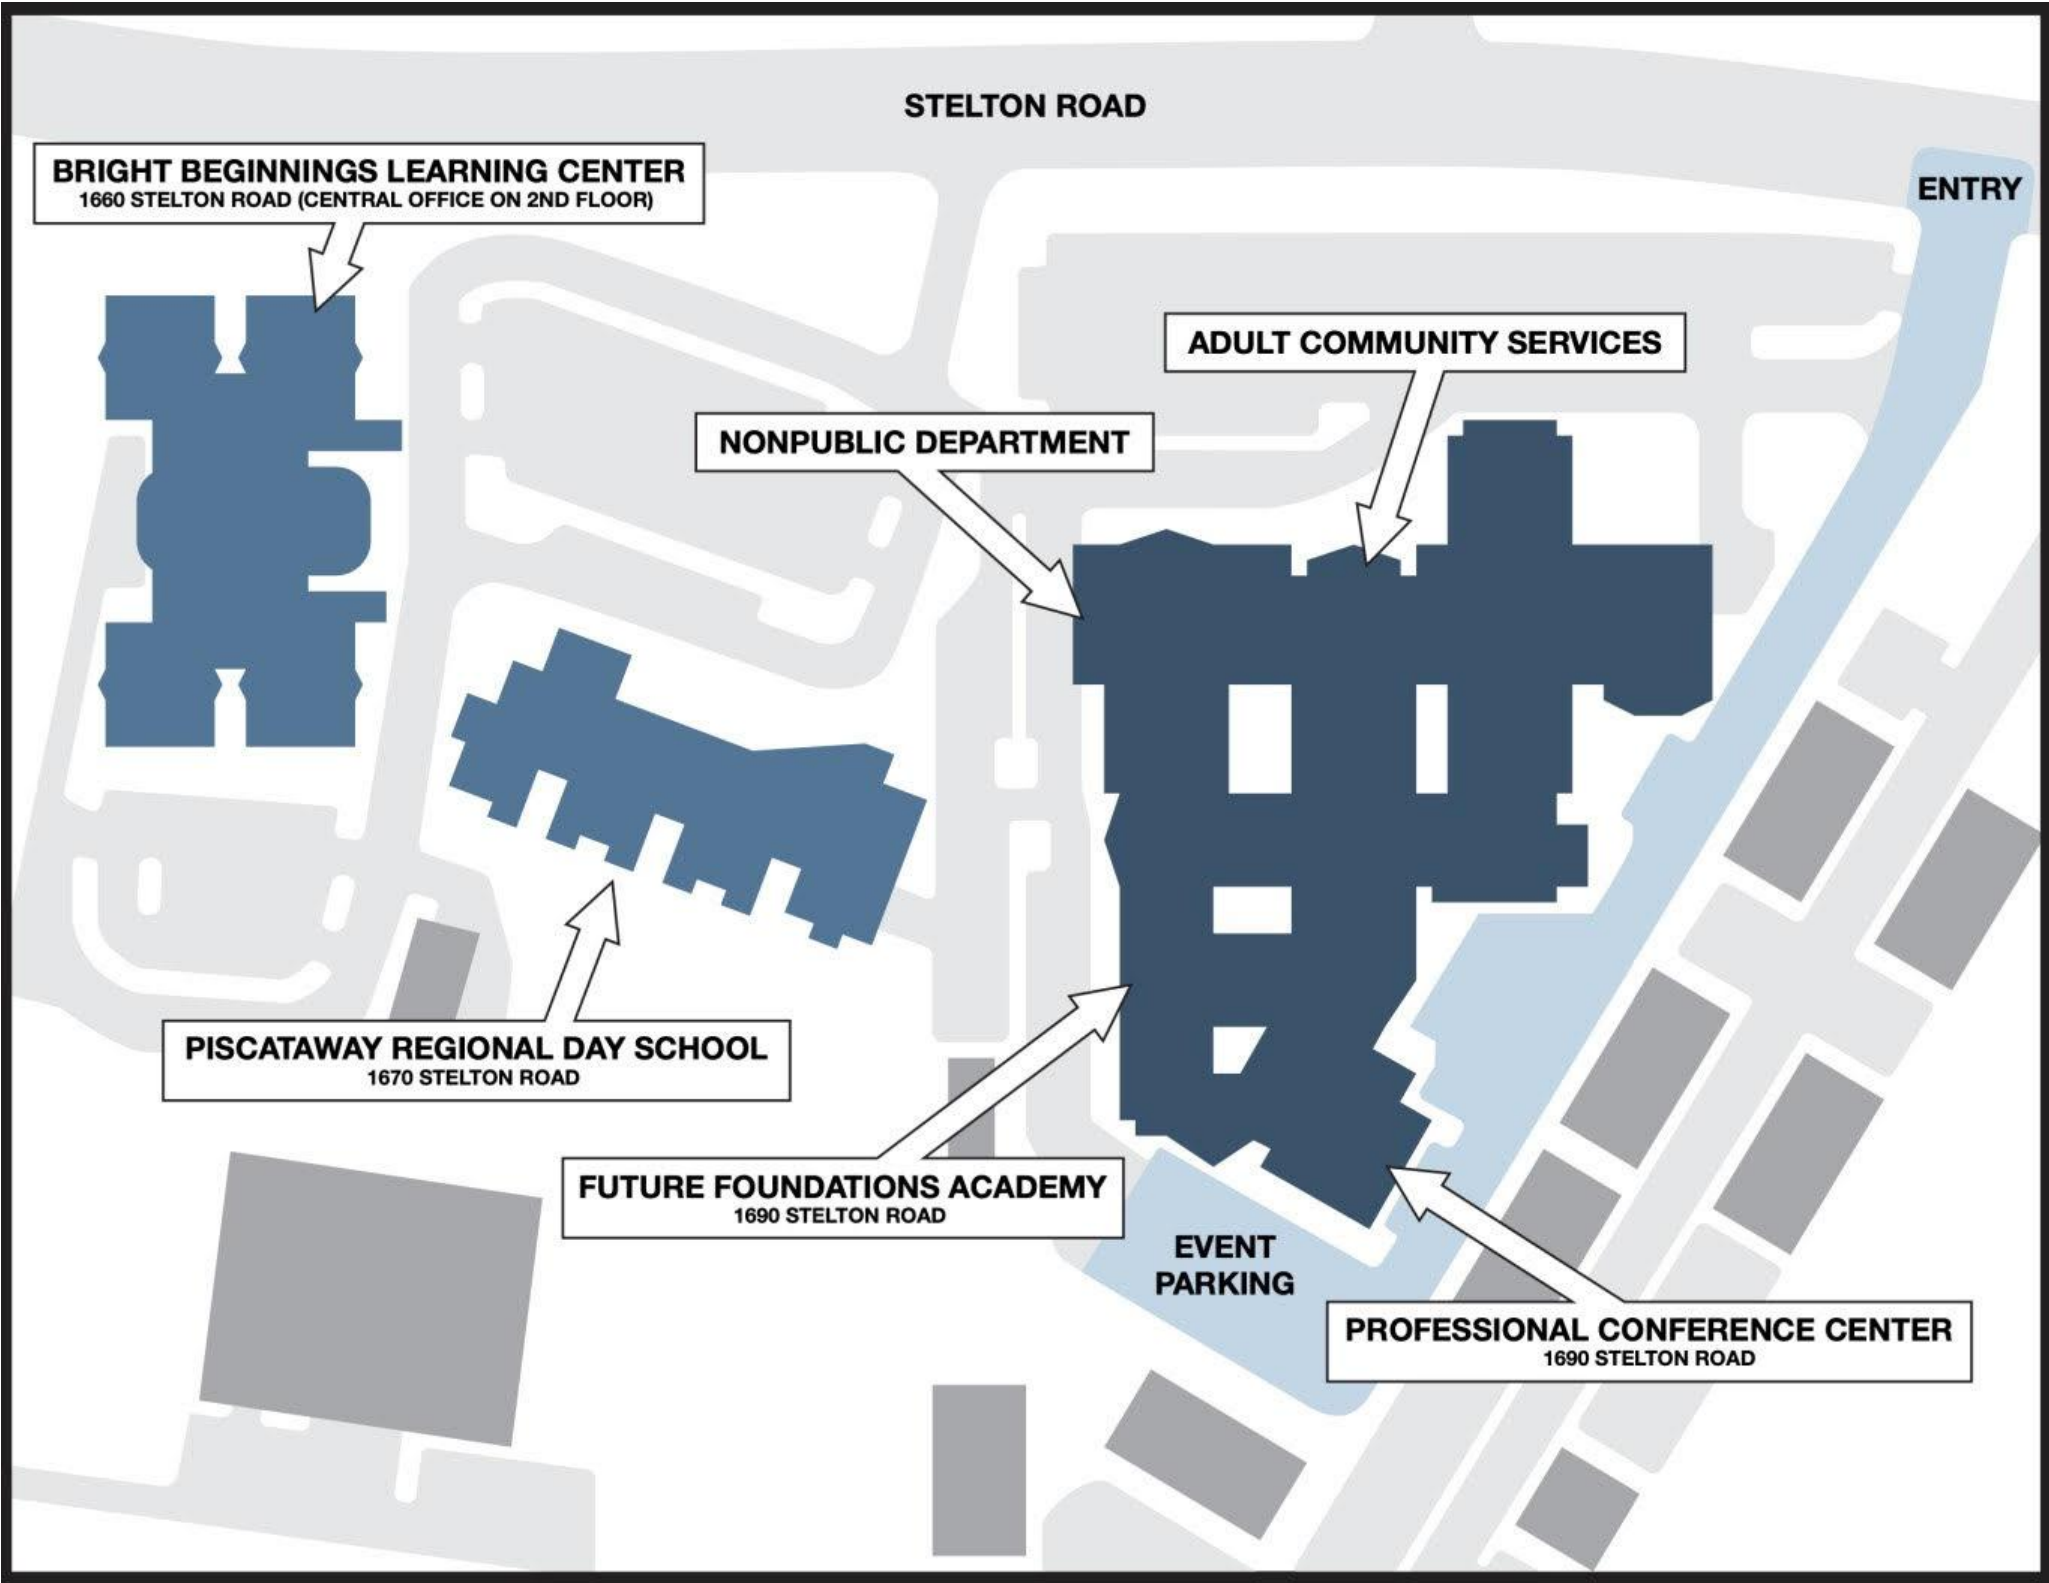 STELTON ROAD
BRIGHT BEGINNINGS LEARNING CENTER
1660 STELTON ROAD (CENTRAL OFFICE ON 2ND FLOOR)
ENTRY
ADULT COMMUNITY SERVICES
NONPUBLIC DEPARTMENT
PISCATAWAY REGIONAL DAY SCHOOL
1670 STELTON ROAD
FUTURE FOUNDATIONS ACADEMY
1690 STELTON ROAD
EVENT
PARKING
PROFESSIONAL CONFERENCE CENTER
1690 STELTON ROAD